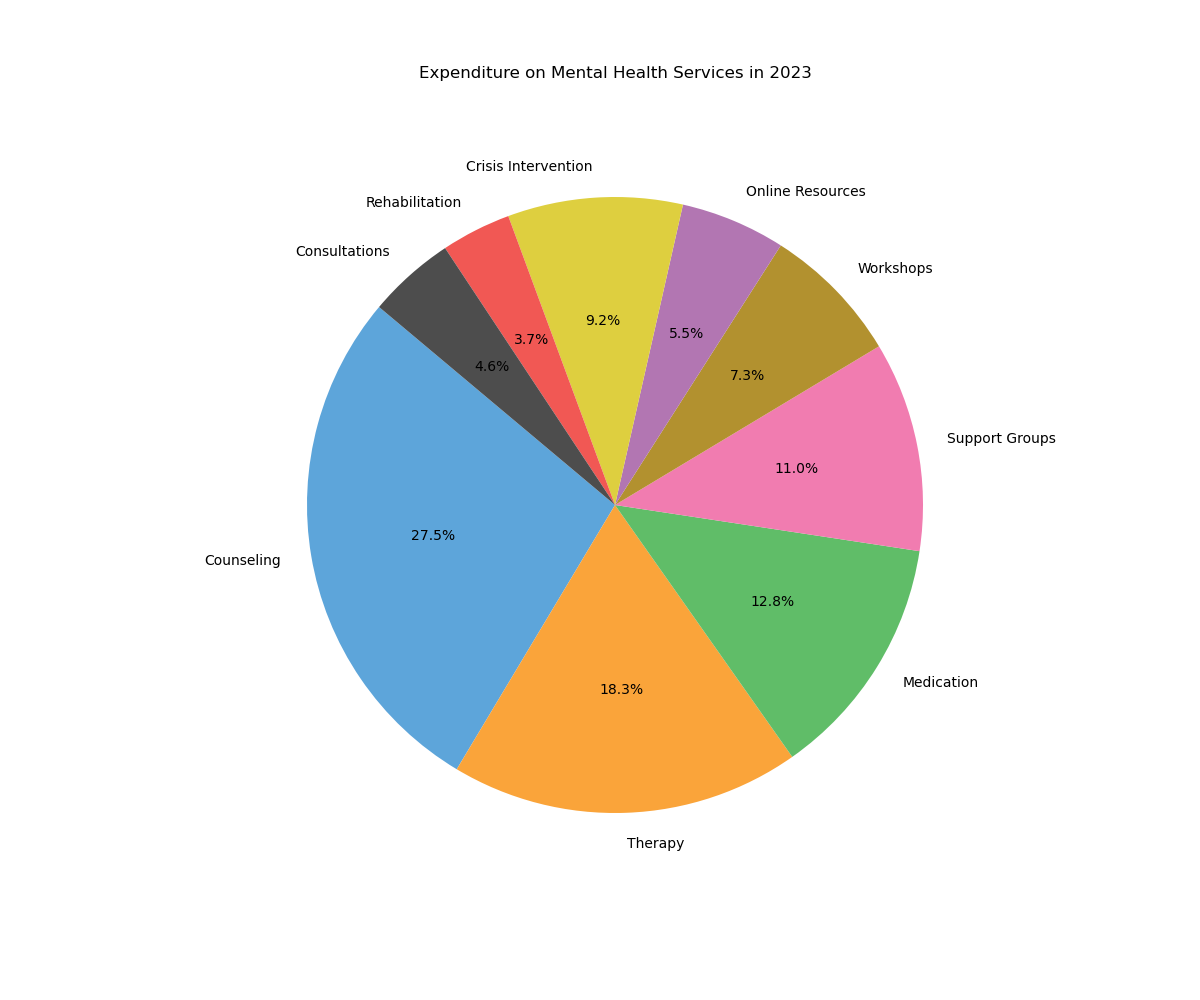 Expenditure on Mental Health Services in 2023
Crisis Intervention
Online Resources
Rehabilitation
Consultations
Workshops
9.2%
5.5%
3.7%
4.6%
7.3%
Support Groups
11.0%
27.5%
Counseling
12.8%
Medication
18.3%
Therapy